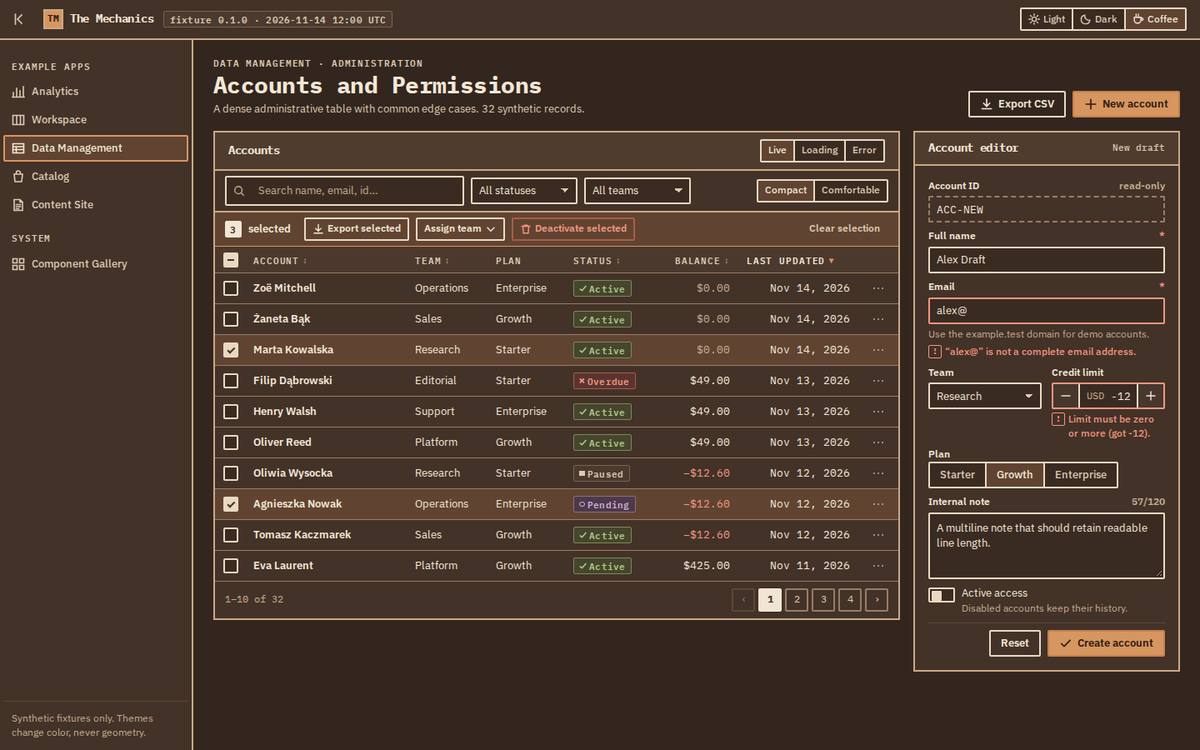 TM The Mechanics fixture 0.1.0 · 2026-11-14 12:00 UTC Light Dark Coffee
EXAMPLE APPS
Analytics
Workspace
Data Management
Catalog
Content Site
SYSTEM
Component Gallery
Synthetic fixtures only. Themes
change color, never geometry.
DATA MANAGEMENT · ADMINISTRATION
Accounts and Permissions
A dense administrative table with common edge cases. 32 synthetic records.
Export CSV New account
Accounts Live Loading Error
Search name, email, id… All statuses All teams Compact Comfortable
3 selected Export selected Assign team Deactivate selected Clear selection
ACCOUNT TEAM PLAN STATUS BALANCE LAST UPDATED
Zoë Mitchell Operations Enterprise Active $0.00 Nov 14, 2026 ···
Żaneta Bąk Sales Growth Active $0.00 Nov 14, 2026 ···
Marta Kowalska Research Starter Active $0.00 Nov 14, 2026 ···
Filip Dąbrowski Editorial Starter Overdue $49.00 Nov 13, 2026 ···
Henry Walsh Support Enterprise Active $49.00 Nov 13, 2026 ···
Oliver Reed Platform Growth Active $49.00 Nov 13, 2026 ···
Oliwia Wysocka Research Starter Paused −$12.60 Nov 12, 2026 ···
Agnieszka Nowak Operations Enterprise Pending −$12.60 Nov 12, 2026 ···
Tomasz Kaczmarek Sales Growth Active −$12.60 Nov 12, 2026 ···
Eva Laurent Platform Growth Active $425.00 Nov 11, 2026 ···
1–10 of 32 ‹ 1 2 3 4 ›
Account editor New draft
Account ID read-only
ACC-NEW
Full name *
Alex Draft
Email *
alex@
Use the example.test domain for demo accounts.
! "alex@" is not a complete email address.
Team Credit limit
Research USD -12
! Limit must be zero
or more (got -12).
Plan
Starter Growth Enterprise
Internal note 57/120
A multiline note that should retain readable
line length.
Active access
Disabled accounts keep their history.
Reset Create account